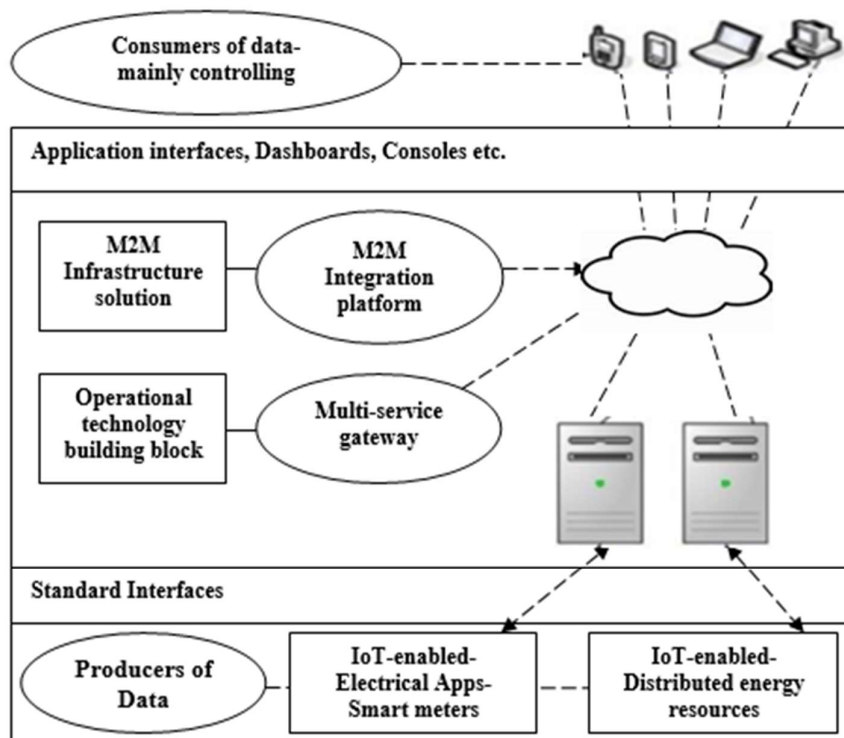 Consumers of data-
mainly controlling
Application interfaces, Dashboards, Consoles etc.
M2M
Infrastructure
solution
M2M
Integration
platform
Operational
technology
building block
Multi-service
gateway
Standard Interfaces
Producers of
Data
IoT-enabled-
Electrical Apps-
Smart meters
IoT-enabled-
Distributed energy
resources